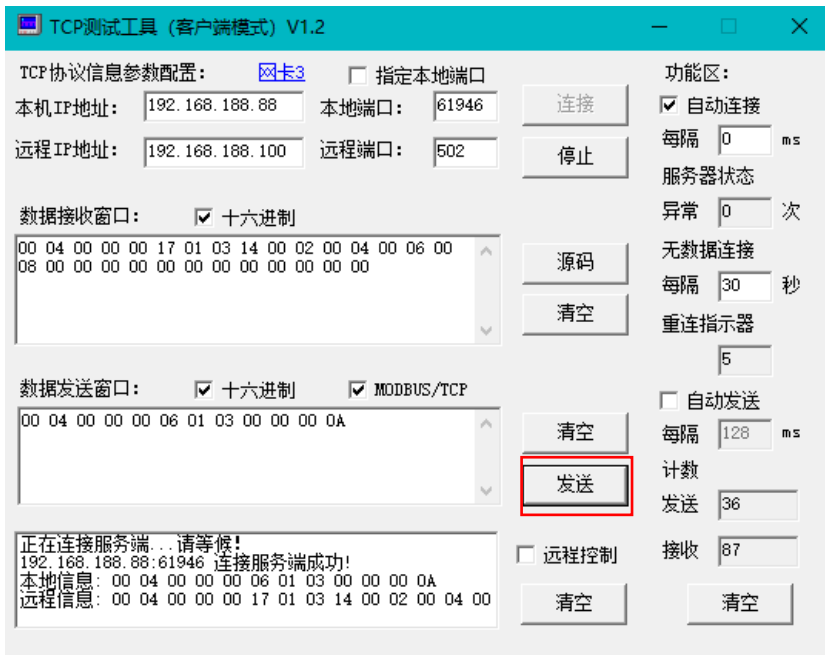 TCP测试工具（客户端模式）V1.2
TCP协议信息参数配置：
网卡3
指定本地端口
本机IP地址：
192.168.188.88
本地端口：
61946
连接
远程IP地址：
192.168.188.100
远程端口：
502
停止
数据接收窗口：
十六进制
00 04 00 00 00 17 01 03 14 00 02 00 04 00 06 00
08 00 00 00 00 00 00 00 00 00 00 00 00
源码
清空
数据发送窗口：
十六进制
MODBUS/TCP
00 04 00 00 00 06 01 03 00 00 00 0A
清空
发送
正在连接服务端...请等候!
192.168.188.88:61946 连接服务端成功!
本地信息: 00 04 00 00 00 06 01 03 00 00 00 0A
远程信息: 00 04 00 00 00 17 01 03 14 00 02 00 04 00
远程控制
清空
功能区：
自动连接
每隔 0 ms
服务器状态
异常 0 次
无数据连接
每隔 30 秒
重连指示器
5
自动发送
每隔 128 ms
计数
发送 36
接收 87
清空